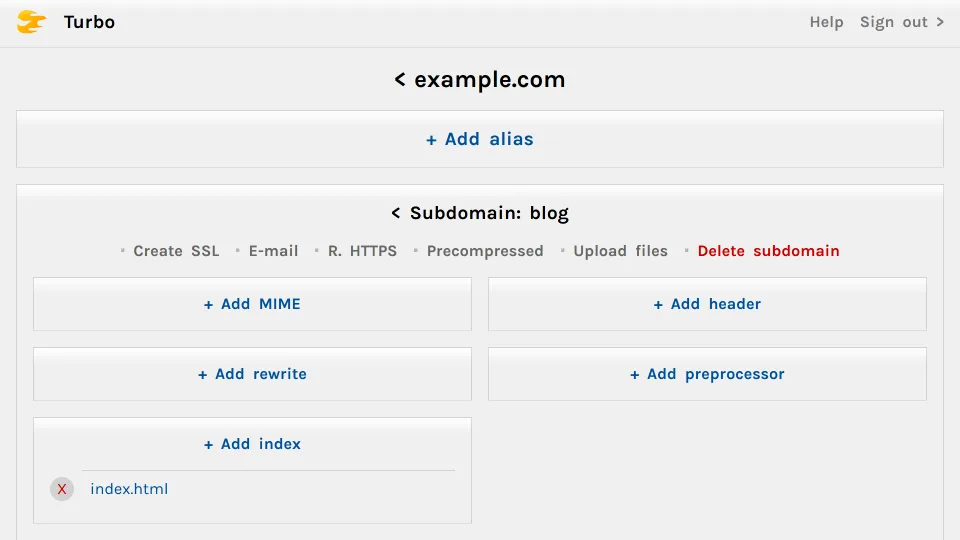 Turbo
Help Sign out >
< example.com
+ Add alias
< Subdomain: blog
▪ Create SSL ▪ E-mail ▪ R. HTTPS ▪ Precompressed ▪ Upload files ▪ Delete subdomain
+ Add MIME
+ Add header
+ Add rewrite
+ Add preprocessor
+ Add index
X index.html